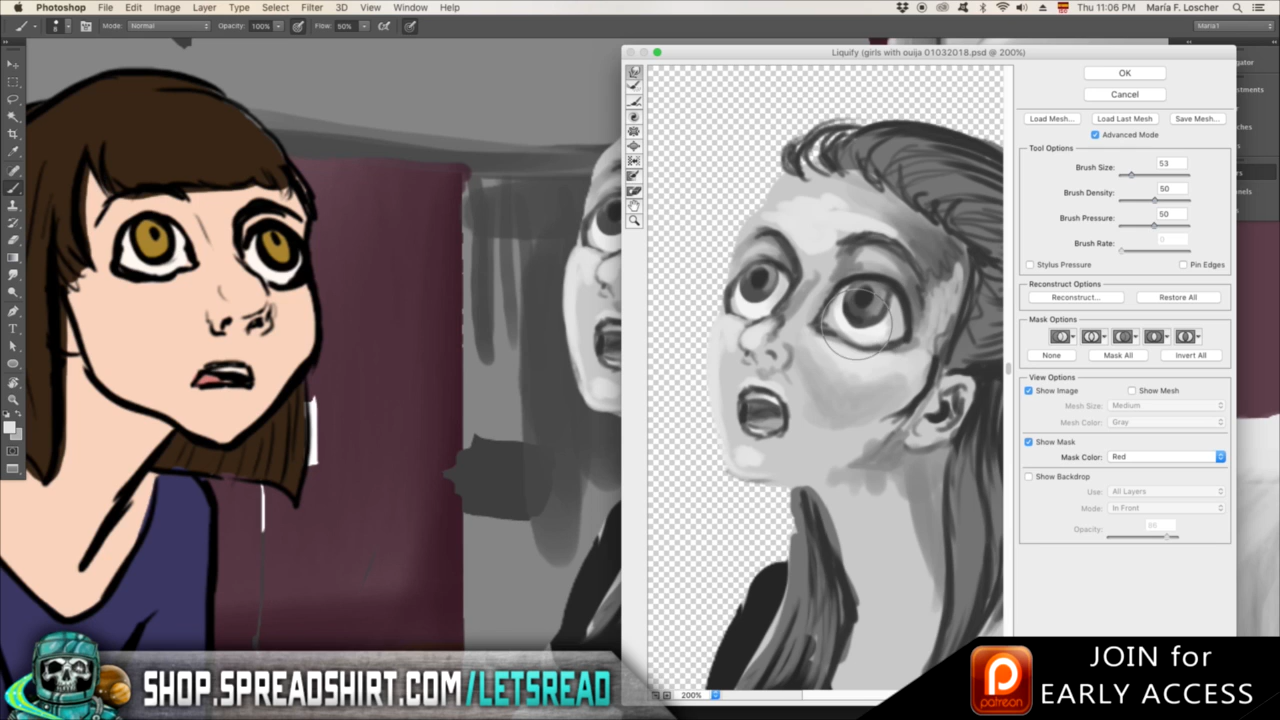 Photoshop File Edit Image Layer Type Select Filter 3D View Window Help Thu 11:06 PM María F. Loscher
8 Mode: Normal Opacity: 100% Flow: 50% Maria1
Liquify (girls with ouija 01032018.psd @ 200%)
OK
Cancel
Load Mesh... Load Last Mesh Save Mesh...
Advanced Mode
Tool Options
Brush Size: 53
Brush Density: 50
Brush Pressure: 50
Brush Rate: 0
Stylus Pressure Pin Edges
Reconstruct Options
Reconstruct... Restore All
Mask Options
None Mask All Invert All
View Options
Show Image Show Mesh
Mesh Size: Medium
Mesh Color: Gray
Show Mask
Mask Color: Red
Show Backdrop
Use: All Layers
Mode: In Front
Opacity: 86
200%
SHOP.SPREADSHIRT.COM/LETSREAD
patreon
JOIN for
EARLY ACCESS